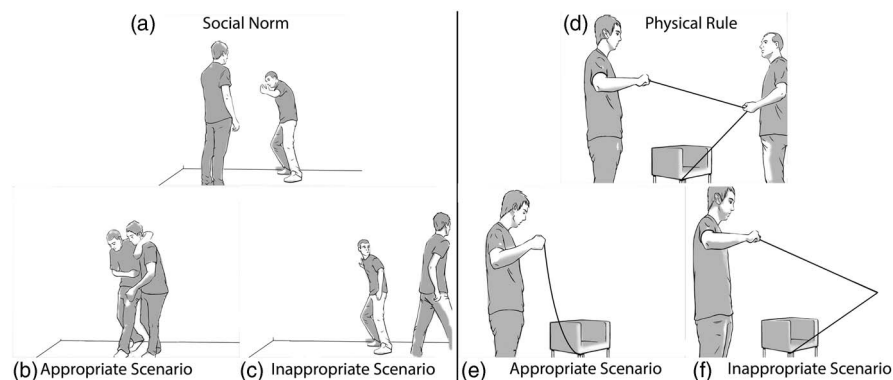 (a) Social Norm
(d) Physical Rule
(b) Appropriate Scenario
(c) Inappropriate Scenario
(e) Appropriate Scenario
(f) Inappropriate Scenario